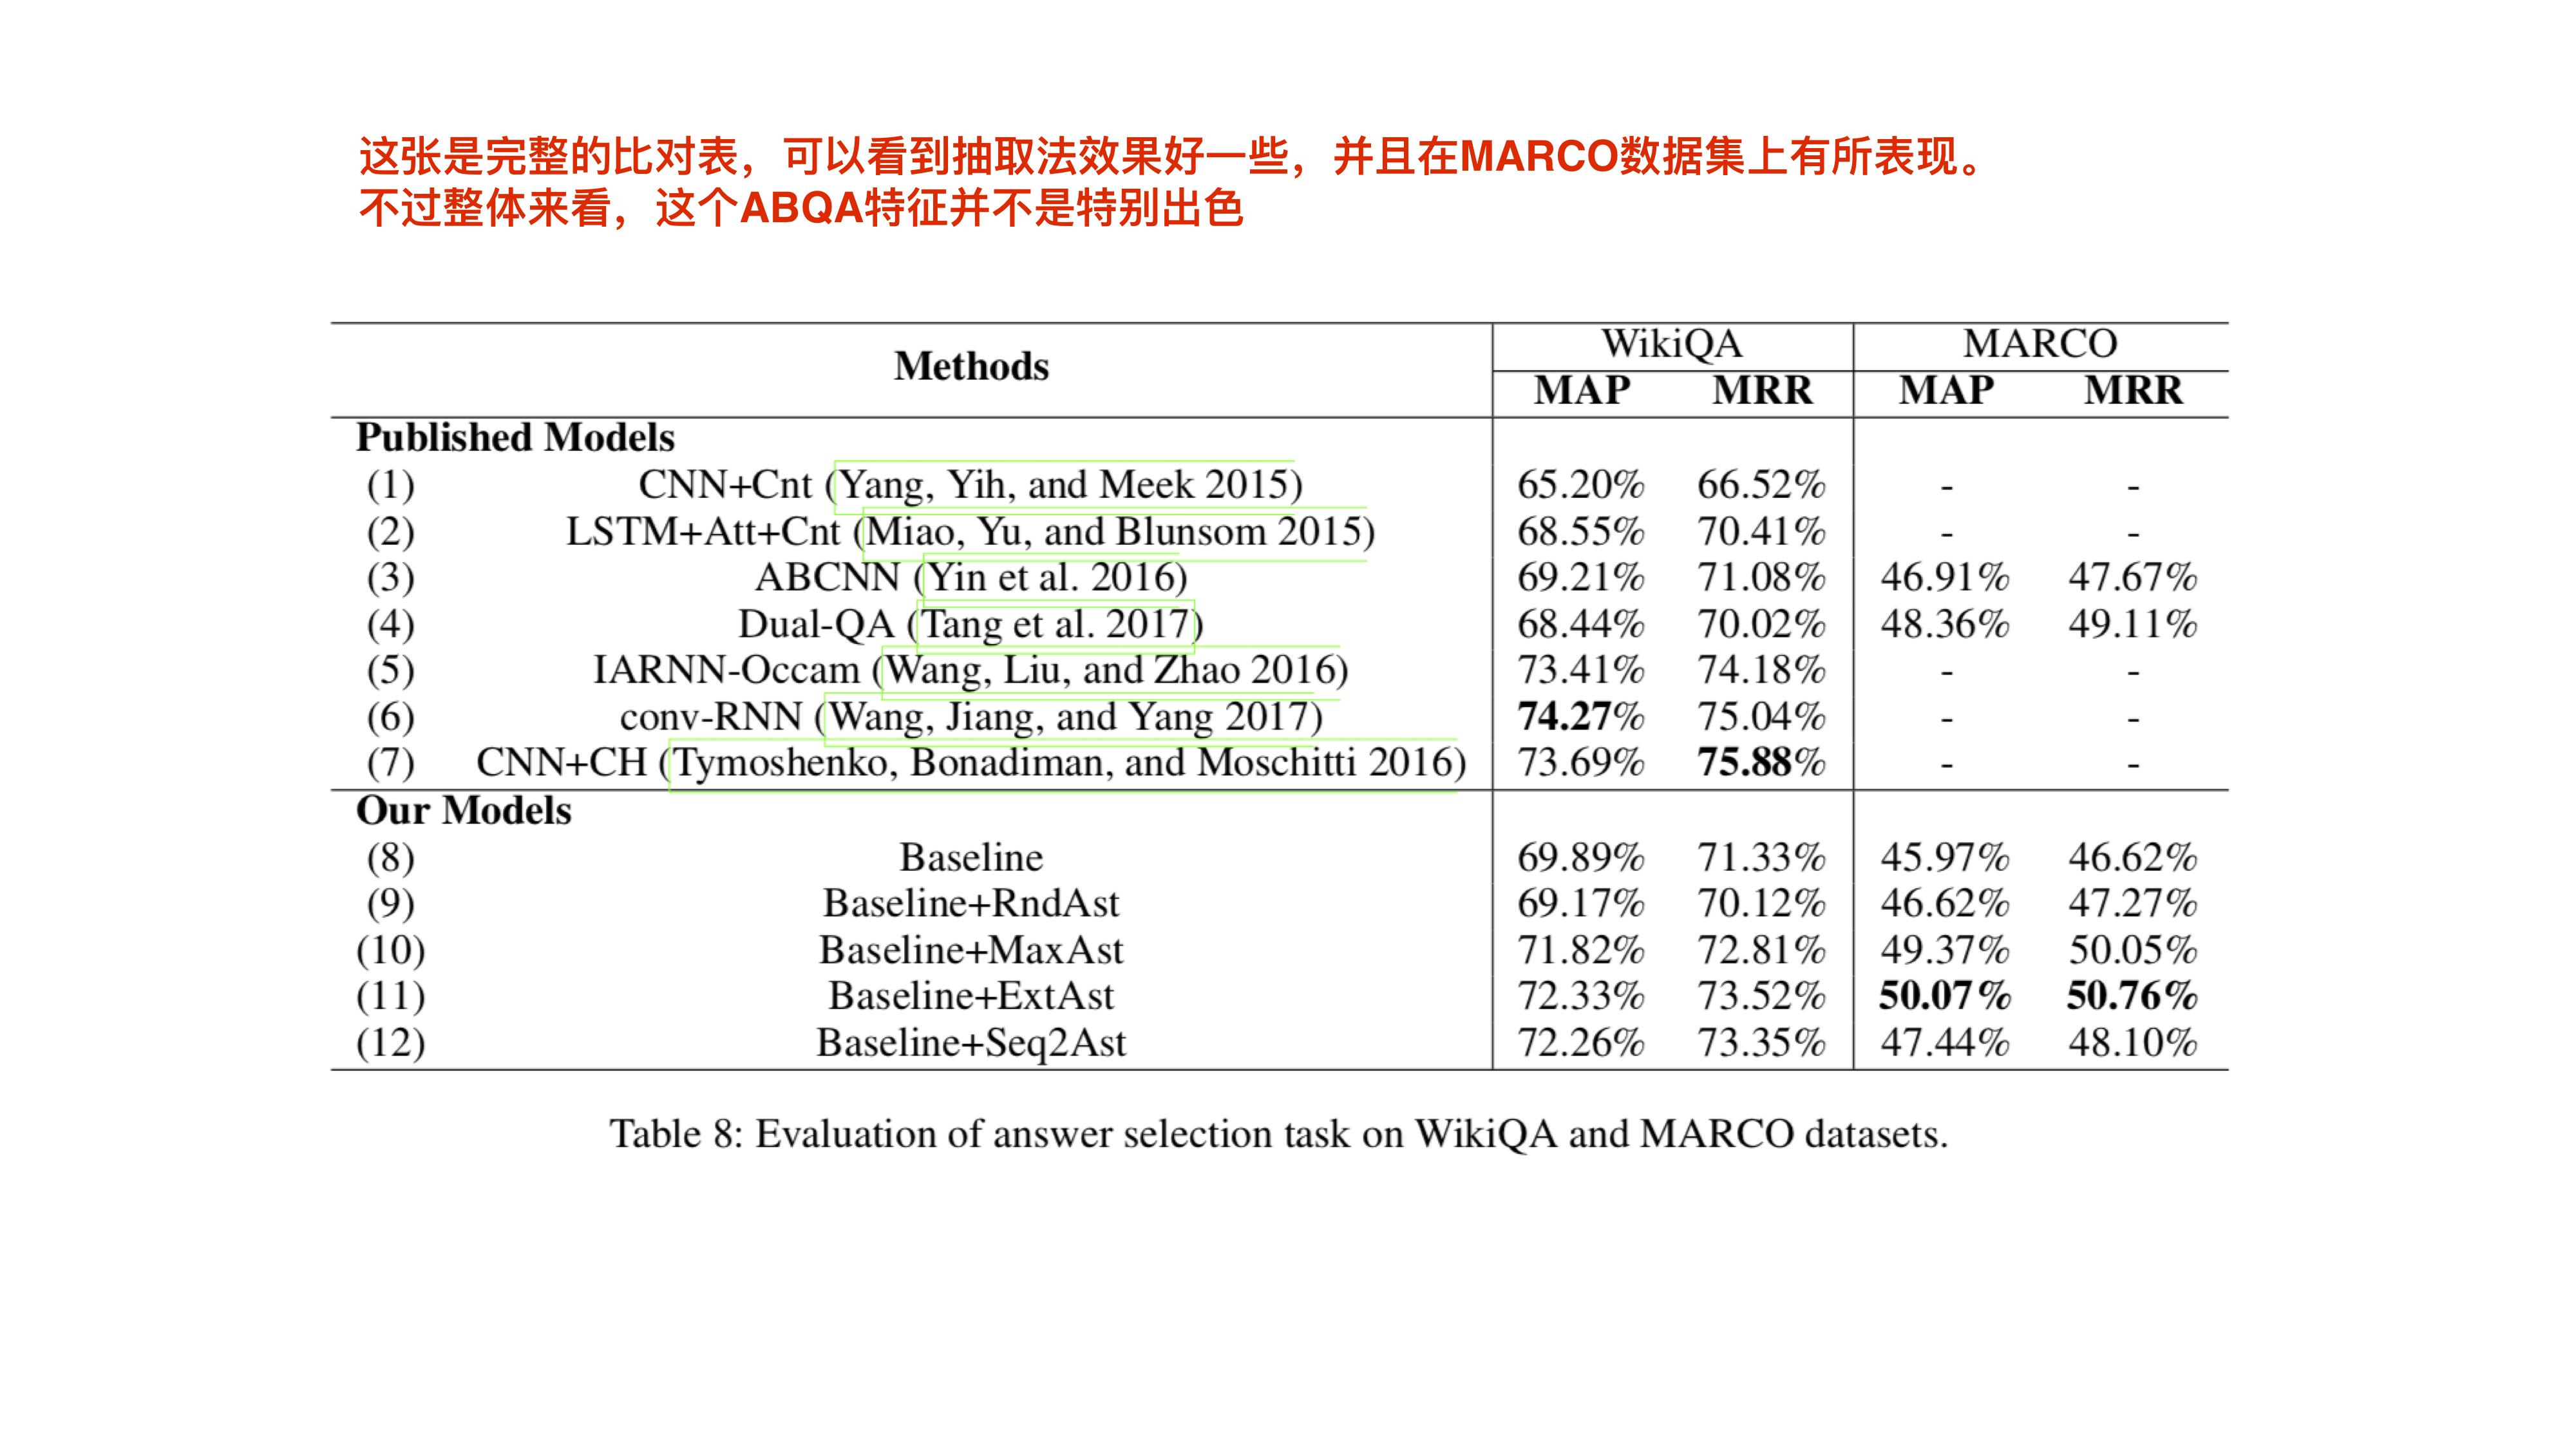 这张是完整的比对表，可以看到抽取法效果好一些，并且在MARCO数据集上有所表现。
不过整体来看，这个ABQA特征并不是特别出色
Methods WikiQA MARCO
MAP MRR MAP MRR
Published Models
(1) CNN+Cnt (Yang, Yih, and Meek 2015) 65.20% 66.52% - -
(2) LSTM+Att+Cnt (Miao, Yu, and Blunsom 2015) 68.55% 70.41% - -
(3) ABCNN (Yin et al. 2016) 69.21% 71.08% 46.91% 47.67%
(4) Dual-QA (Tang et al. 2017) 68.44% 70.02% 48.36% 49.11%
(5) IARNN-Occam (Wang, Liu, and Zhao 2016) 73.41% 74.18% - -
(6) conv-RNN (Wang, Jiang, and Yang 2017) 74.27% 75.04% - -
(7) CNN+CH (Tymoshenko, Bonadiman, and Moschitti 2016) 73.69% 75.88% - -
Our Models
(8) Baseline 69.89% 71.33% 45.97% 46.62%
(9) Baseline+RndAst 69.17% 70.12% 46.62% 47.27%
(10) Baseline+MaxAst 71.82% 72.81% 49.37% 50.05%
(11) Baseline+ExtAst 72.33% 73.52% 50.07% 50.76%
(12) Baseline+Seq2Ast 72.26% 73.35% 47.44% 48.10%
Table 8: Evaluation of answer selection task on WikiQA and MARCO datasets.